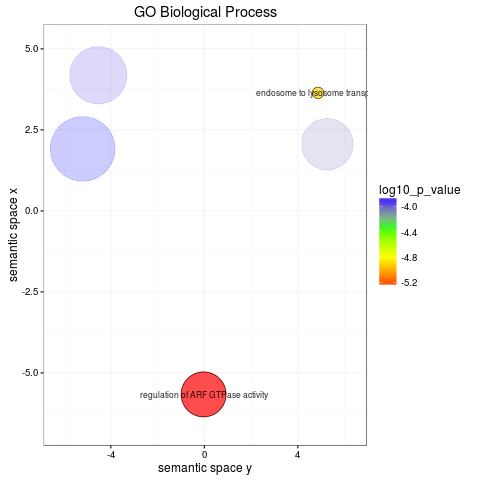 GO Biological Process
5.0
2.5
0.0
-2.5
-5.0
semantic space x
endosome to lysosome transp
regulation of ARF GTPase activity
-4
0
4
semantic space y
log10_p_value
-4.0
-4.4
-4.8
-5.2